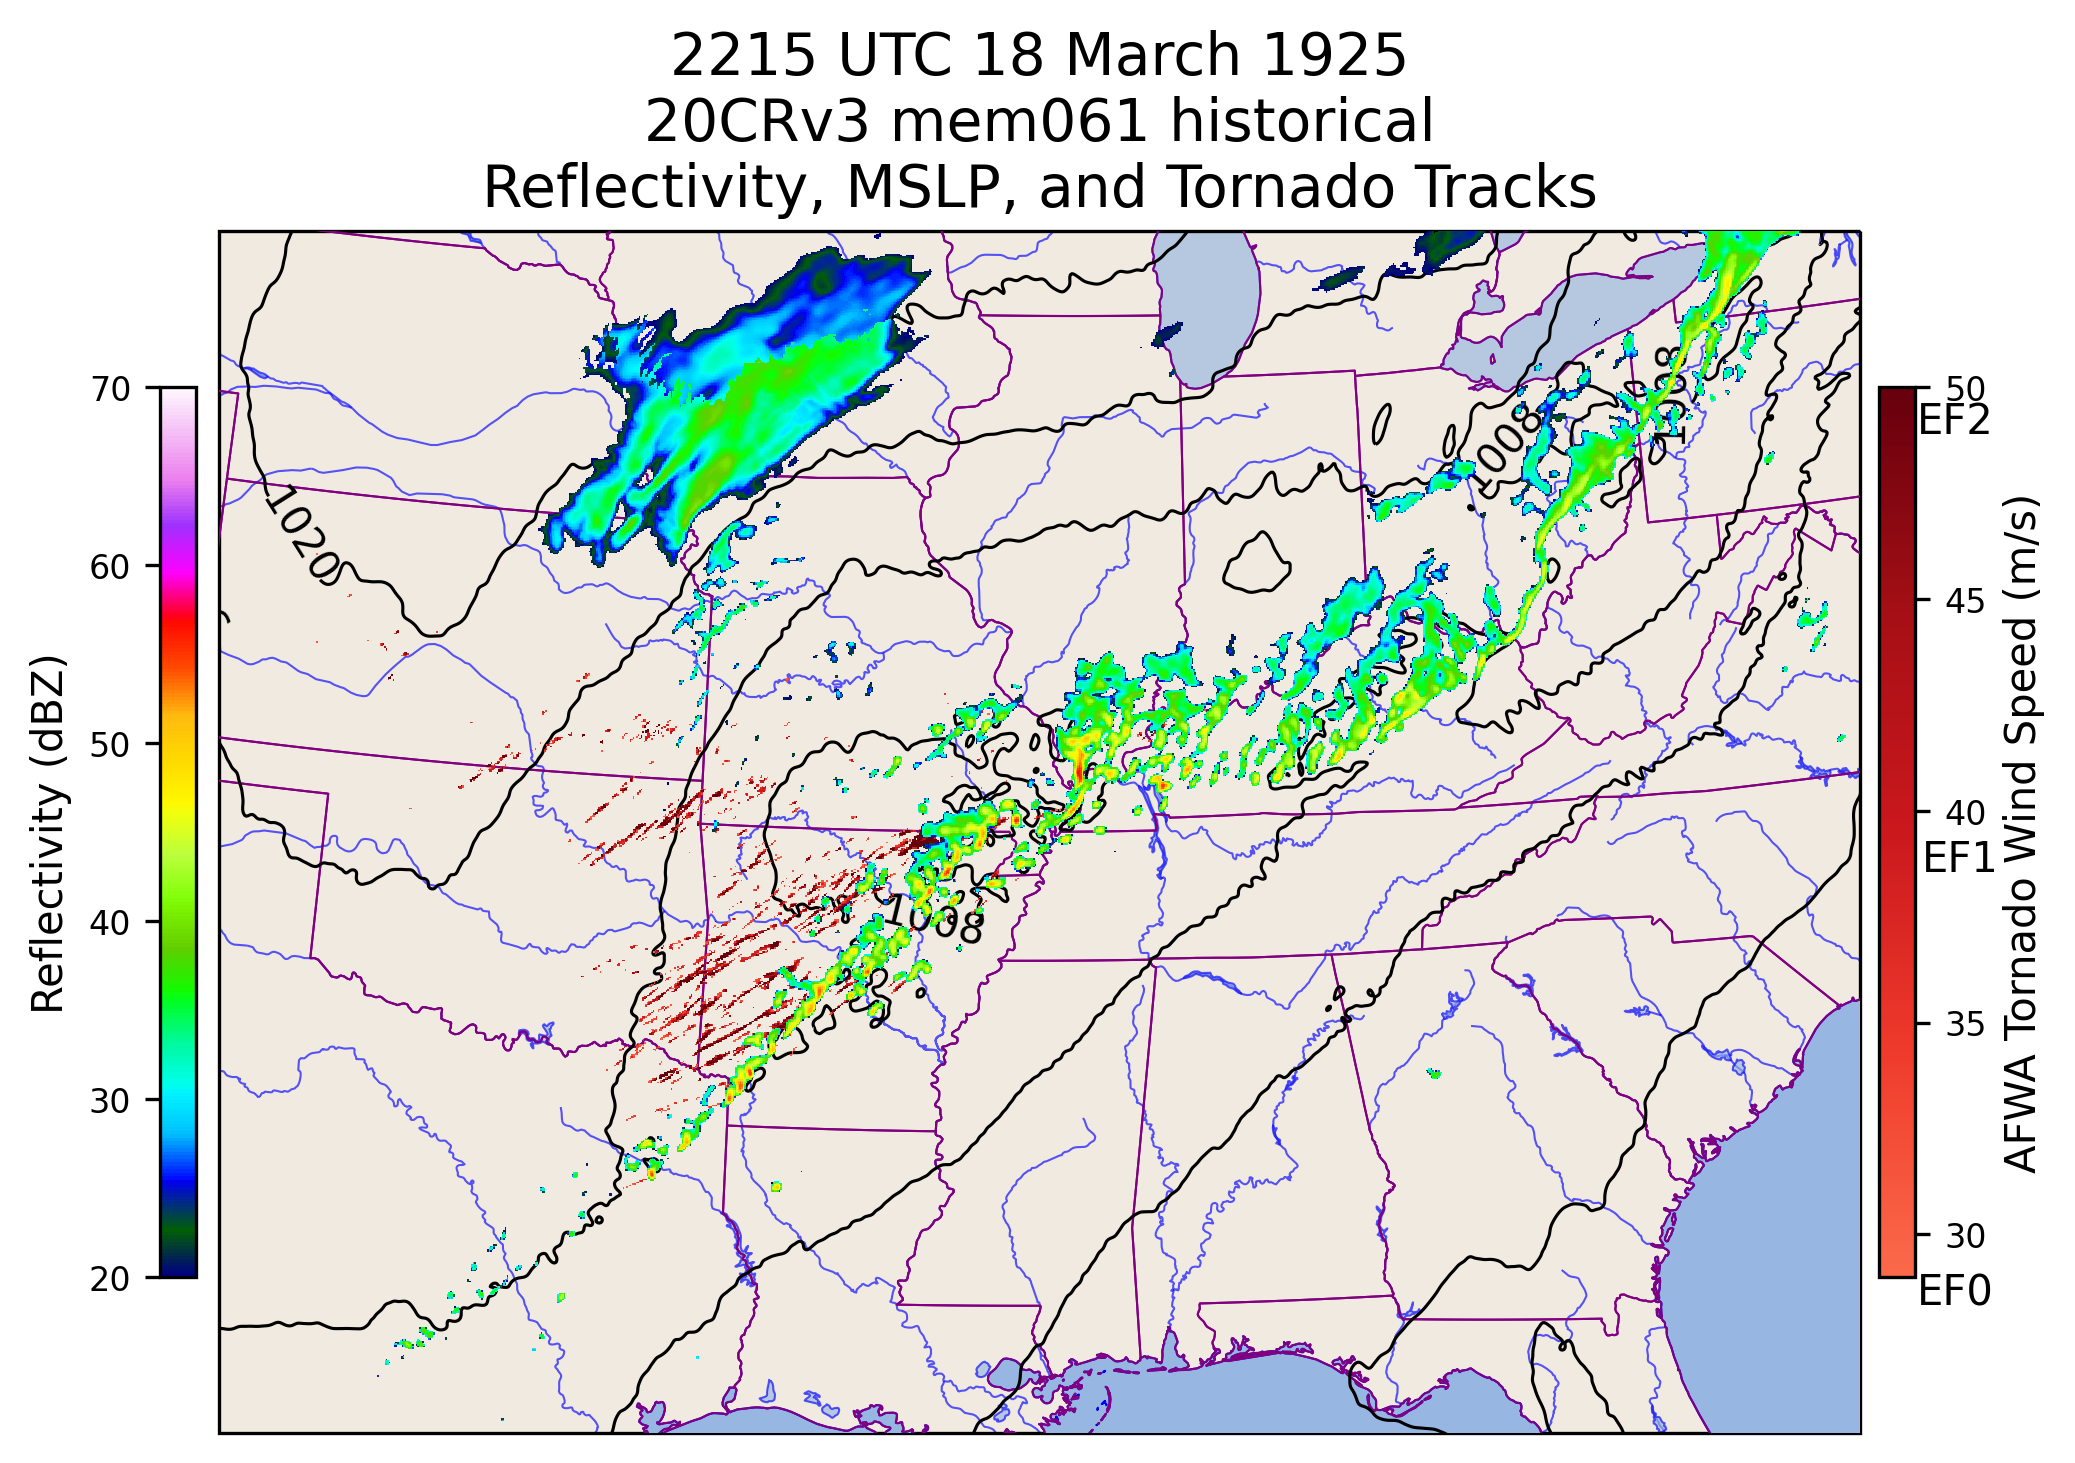 2215 UTC 18 March 1925
20CRv3 mem061 historical
Reflectivity, MSLP, and Tornado Tracks
70
60
50
40
30
20
Reflectivity (dBZ)
1020
1008
1008
1008
50
EF2
45
40
EF1
35
30
EF0
AFWA Tornado Wind Speed (m/s)